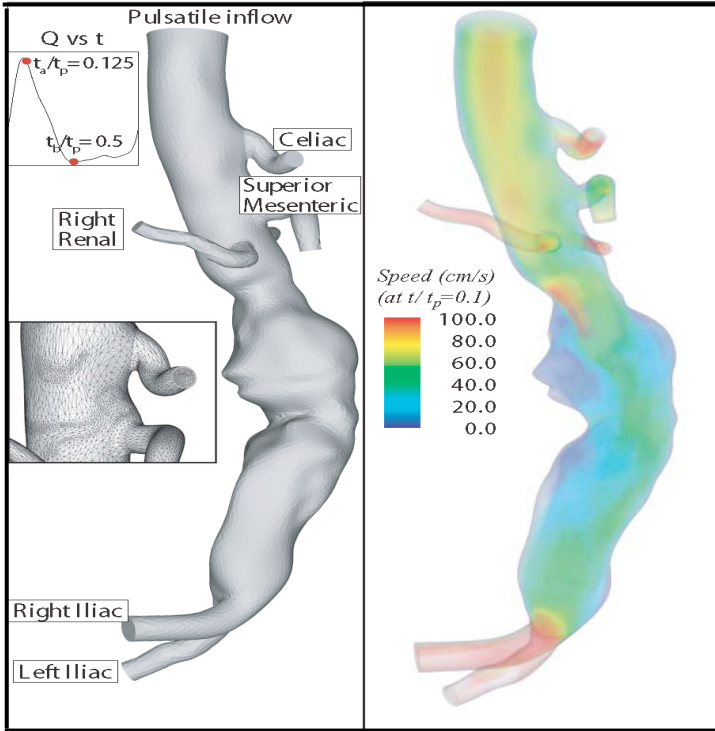 Pulsatile inflow
Q vs t
tₐ/tₚ= 0.125
t_b/tₚ= 0.5
Celiac
Superior
Mesenteric
Right
Renal
Right Iliac
Left Iliac
Speed (cm/s)
(at t/ tₚ=0.1)
100.0
80.0
60.0
40.0
20.0
0.0